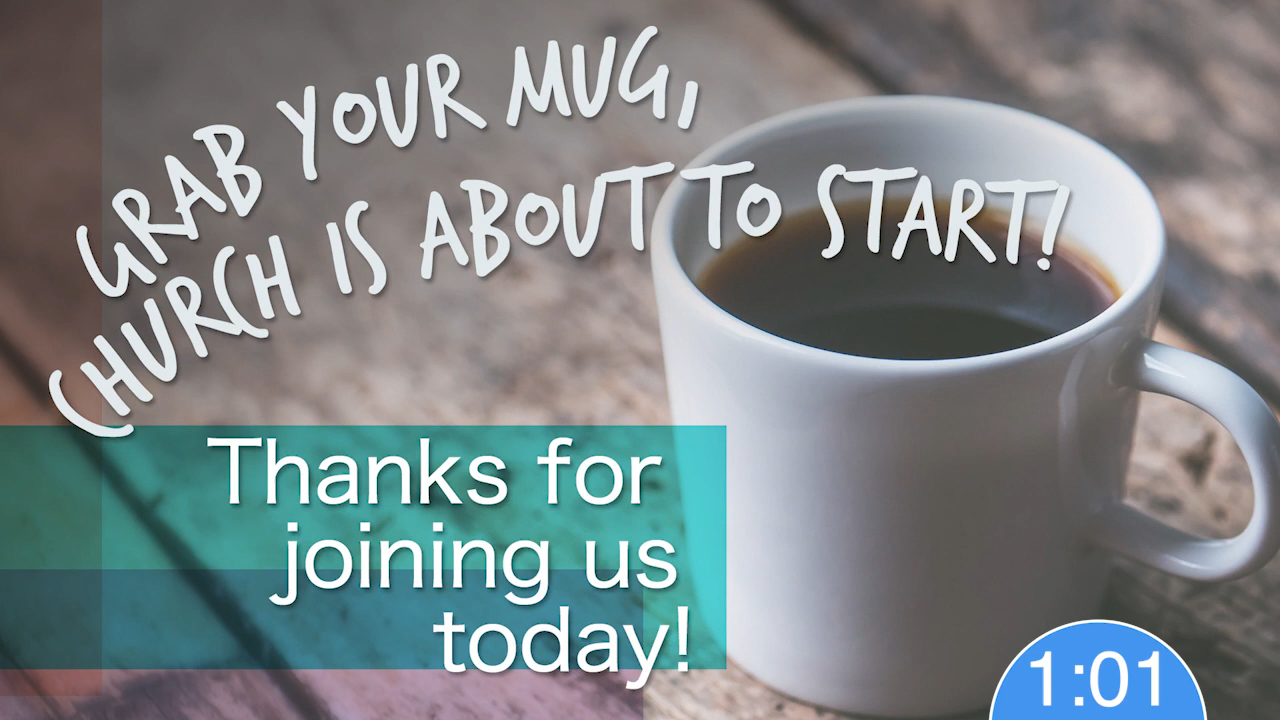 GRAB YOUR MUG,
CHURCH IS ABOUT TO START!
Thanks for
joining us
today!
1:01